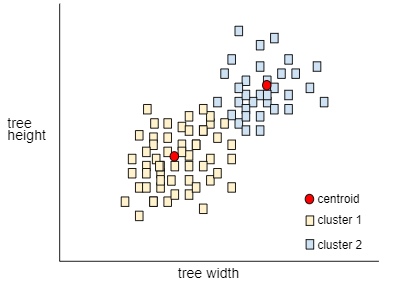 tree
height
centroid
cluster 1
cluster 2
tree width